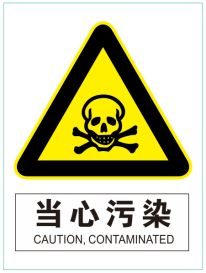 当心污染
CAUTION, CONTAMINATED